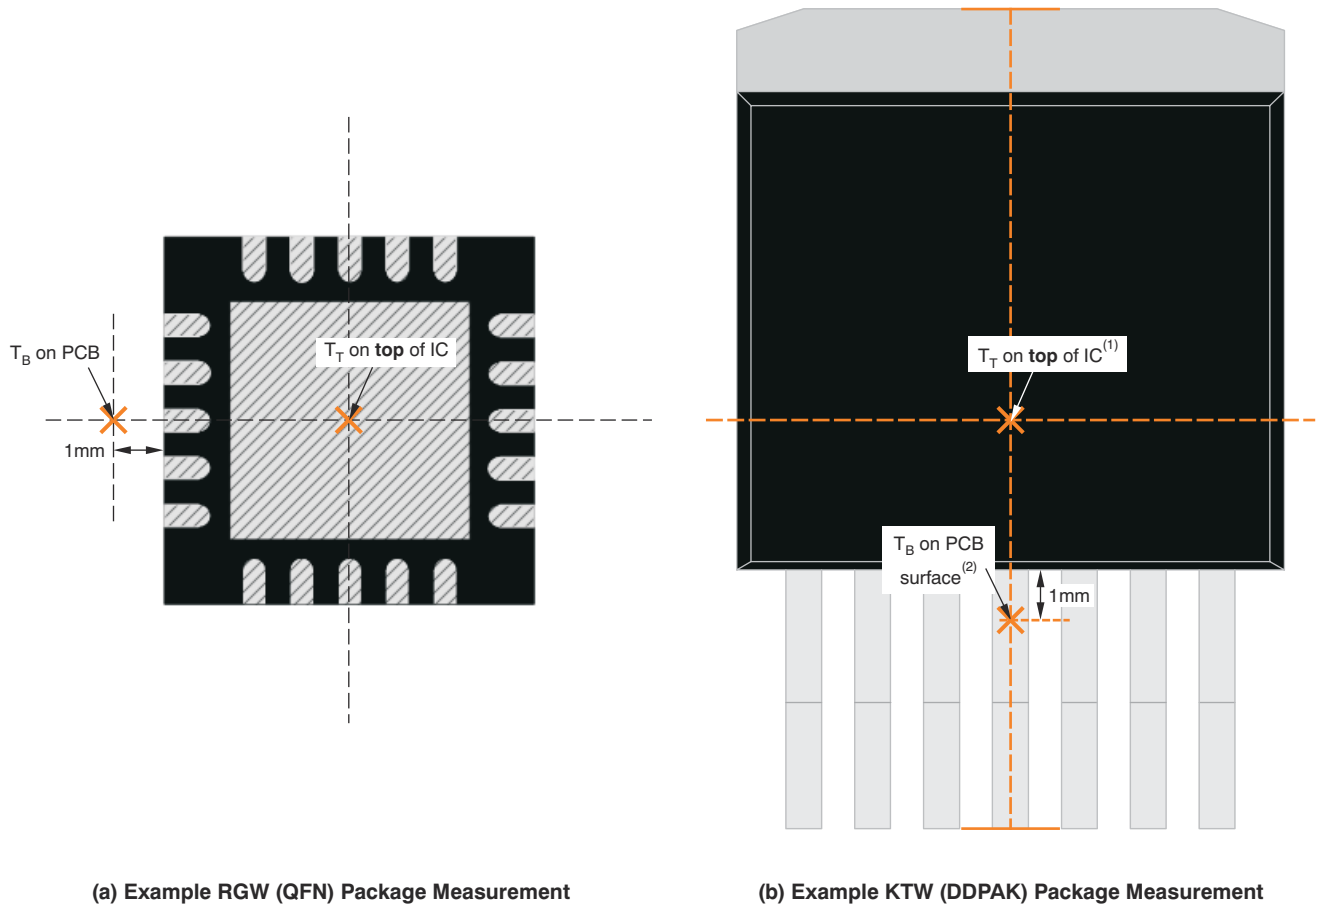 T_B on PCB
T_T on top of IC
1mm
T_T on top of IC(1)
T_B on PCB
surface(2)
1mm
(a) Example RGW (QFN) Package Measurement
(b) Example KTW (DDPAK) Package Measurement